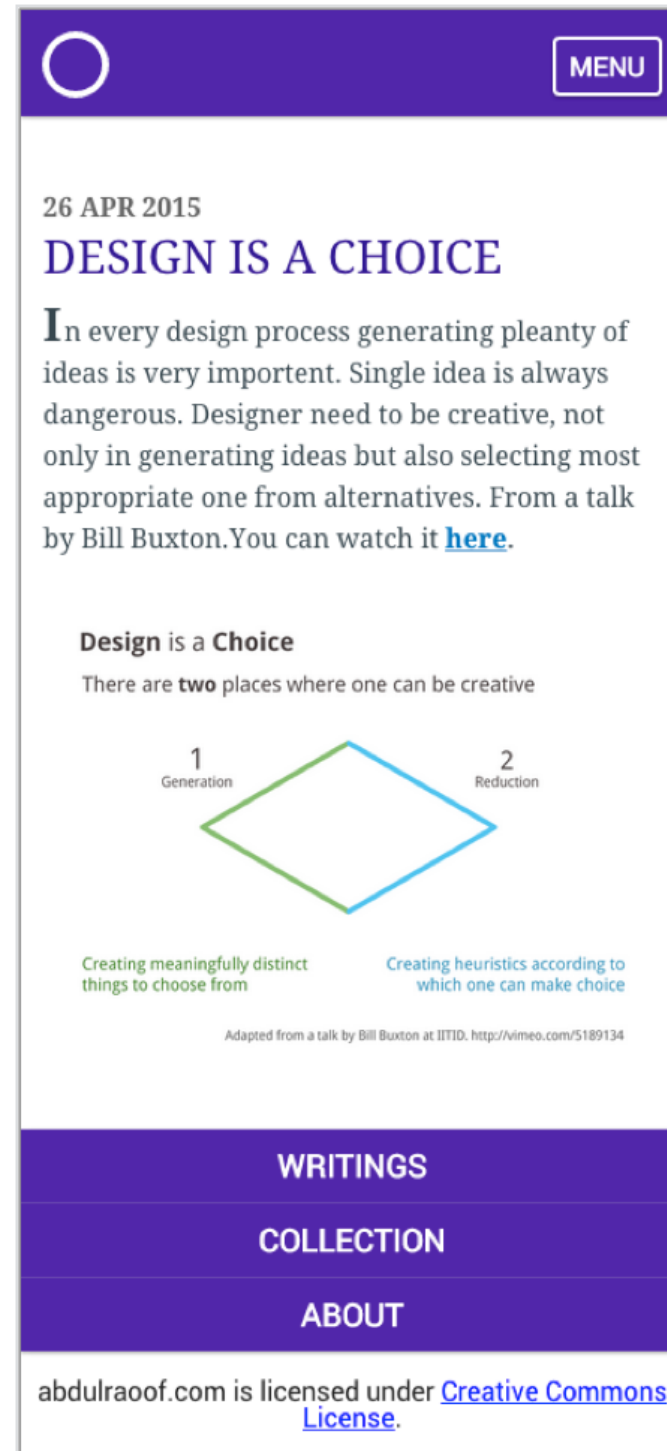 MENU
26 APR 2015
DESIGN IS A CHOICE
In every design process generating pleanty of
ideas is very importent. Single idea is always
dangerous. Designer need to be creative, not
only in generating ideas but also selecting most
appropriate one from alternatives. From a talk
by Bill Buxton.You can watch it here.
Design is a Choice
There are two places where one can be creative
1
Generation
2
Reduction
Creating meaningfully distinct
things to choose from
Creating heuristics according to
which one can make choice
Adapted from a talk by Bill Buxton at IITID. http://vimeo.com/5189134
WRITINGS
COLLECTION
ABOUT
abdulraoof.com is licensed under Creative Commons
License.